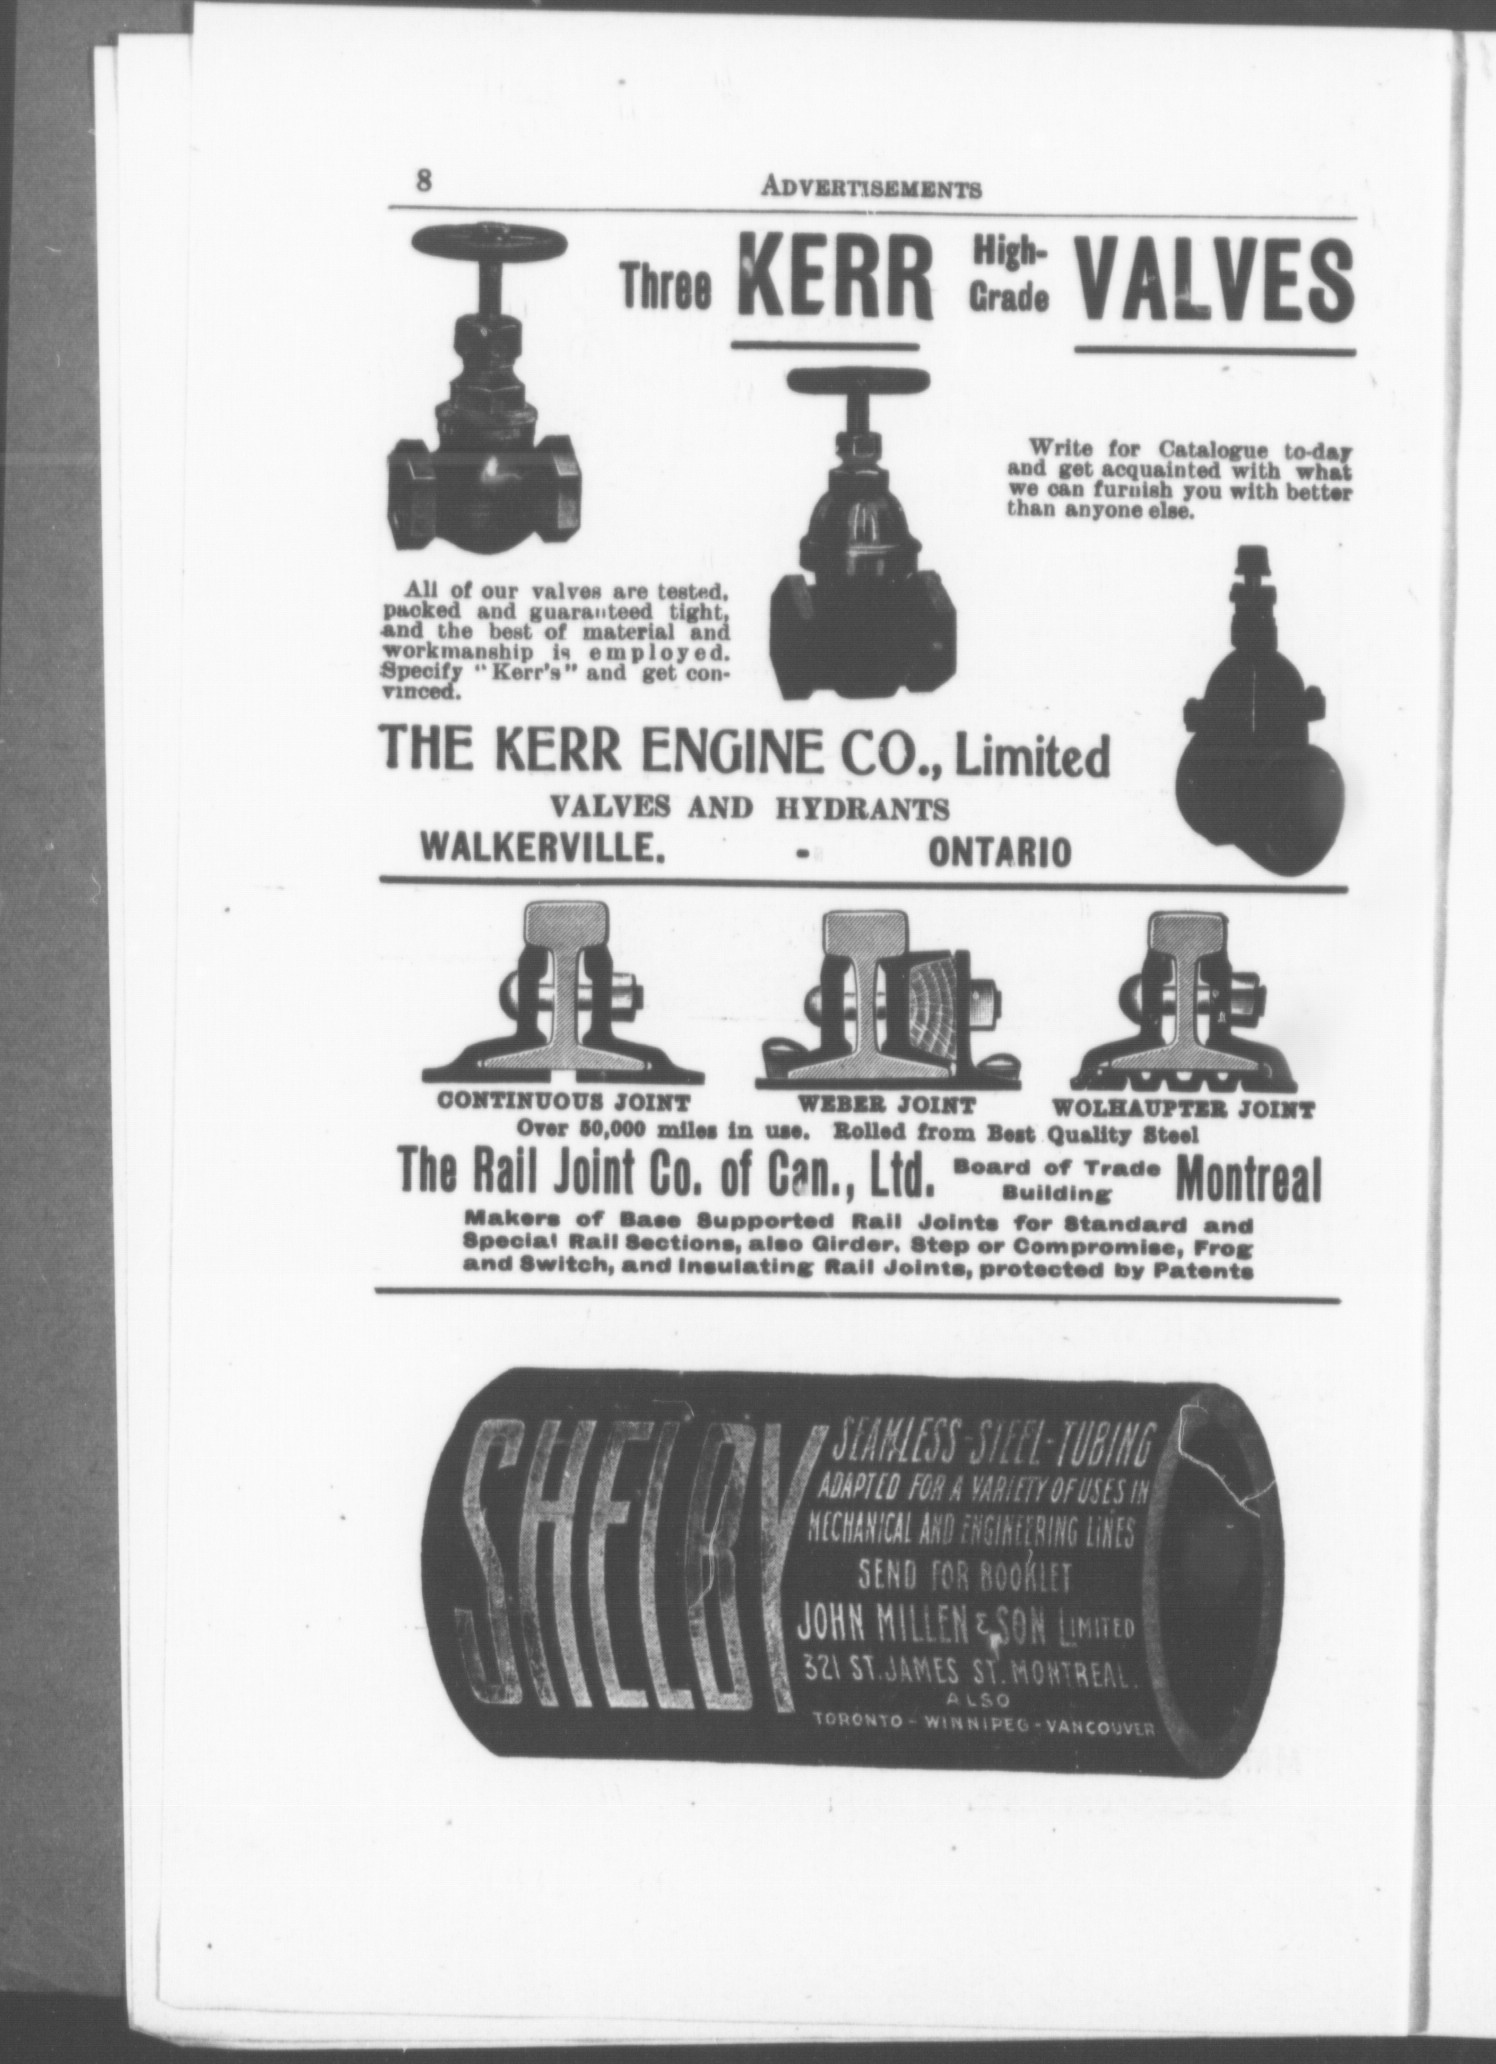 8 ADVERTISEMENTS
Three KERR High-Grade VALVES
Write for Catalogue to-day
and get acquainted with what
we can furnish you with better
than anyone else.
All of our valves are tested,
packed and guaranteed tight,
and the best of material and
workmanship is employed.
Specify "Kerr's" and get con-
vinced.
THE KERR ENGINE CO., Limited
VALVES AND HYDRANTS
WALKERVILLE. - ONTARIO
CONTINUOUS JOINT WEBER JOINT WOLHAUPTER JOINT
Over 50,000 miles in use. Rolled from Best Quality Steel
The Rail Joint Co. of Can., Ltd. Board of Trade Building Montreal
Makers of Base Supported Rail Joints for Standard and
Special Rail Sections, also Girder. Step or Compromise, Frog
and Switch, and Insulating Rail Joints, protected by Patents
SHELBY
SEAMLESS-STEEL-TUBING
ADAPTED FOR A VARIETY OF USES IN
MECHANICAL AND ENGINEERING LINES
SEND FOR BOOKLET
JOHN MILLEN & SON LIMITED
321 ST. JAMES ST. MONTREAL.
ALSO
TORONTO - WINNIPEG - VANCOUVER